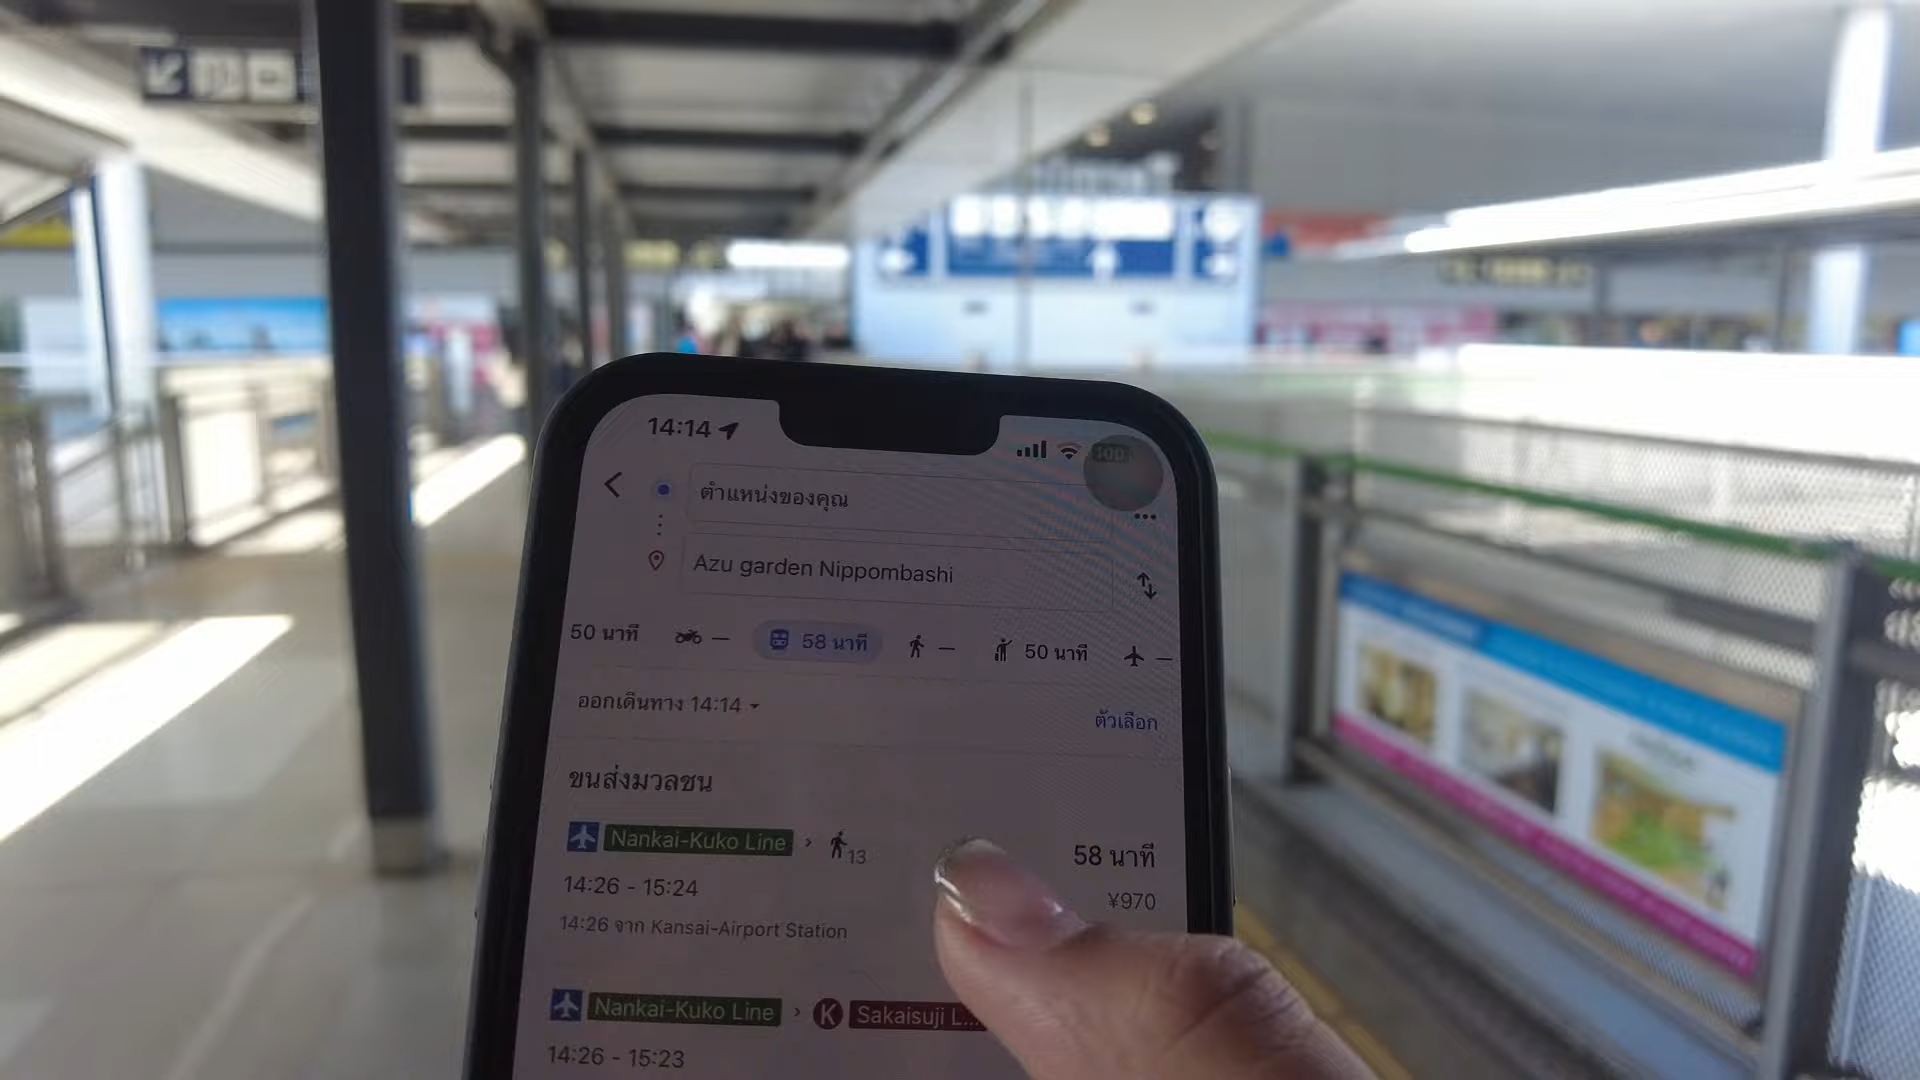 14:14
100
ตำแหน่งของคุณ
Azu garden Nippombashi
50 นาที — 58 นาที — 50 นาที —
ออกเดินทาง 14:14
ตัวเลือก
ขนส่งมวลชน
Nankai-Kuko Line 13 58 นาที
14:26 - 15:24 ¥970
14:26 จาก Kansai-Airport Station
Nankai-Kuko Line K Sakaisuji L...
14:26 - 15:23